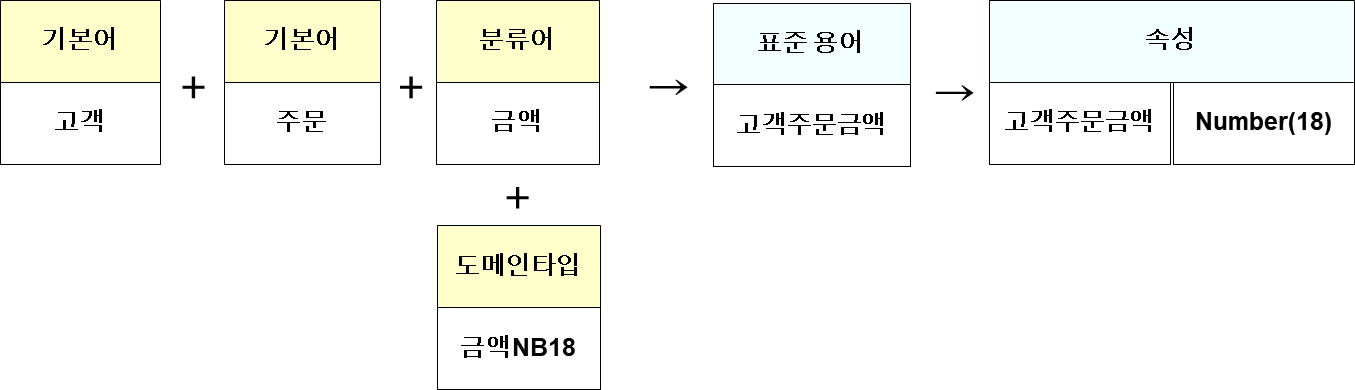 기본어
기본어
분류어
표준 용어
속성
고객
+
주문
+
금액
→
고객주문금액
→
고객주문금액
Number(18)
+
도메인타입
금액NB18